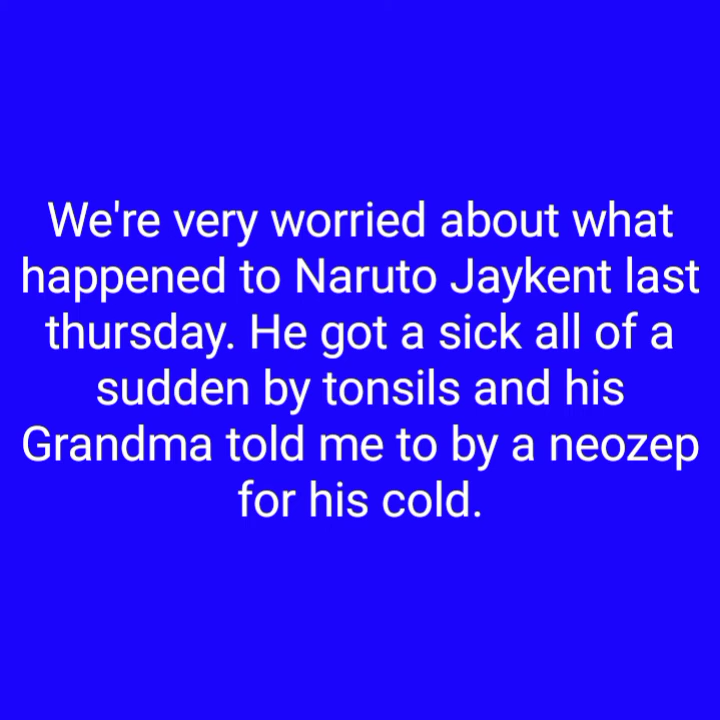 We're very worried about what
happened to Naruto Jaykent last
thursday. He got a sick all of a
sudden by tonsils and his
Grandma told me to by a neozep
for his cold.